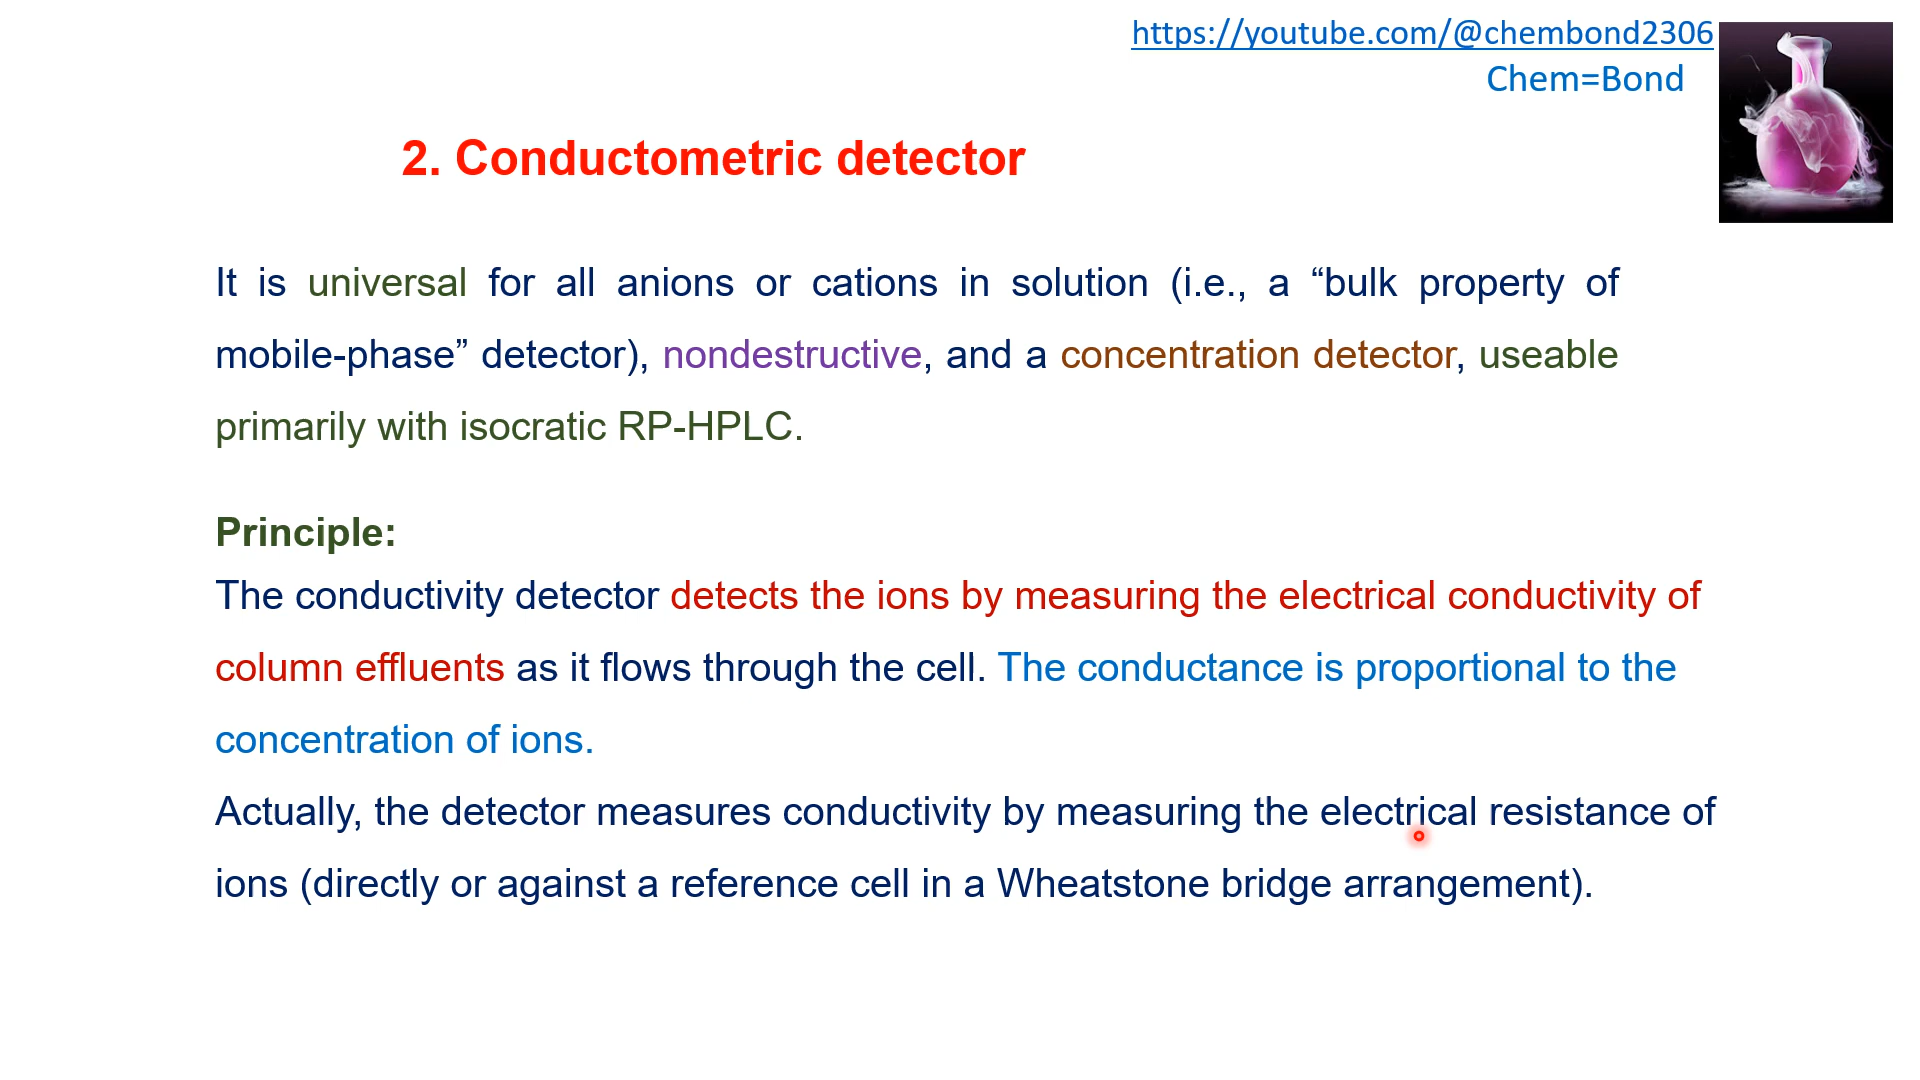 https://youtube.com/@chembond2306
Chem=Bond
2. Conductometric detector
It is universal for all anions or cations in solution (i.e., a “bulk property of
mobile-phase” detector), nondestructive, and a concentration detector, useable
primarily with isocratic RP-HPLC.
Principle:
The conductivity detector detects the ions by measuring the electrical conductivity of
column effluents as it flows through the cell. The conductance is proportional to the
concentration of ions.
Actually, the detector measures conductivity by measuring the electrical resistance of
ions (directly or against a reference cell in a Wheatstone bridge arrangement).